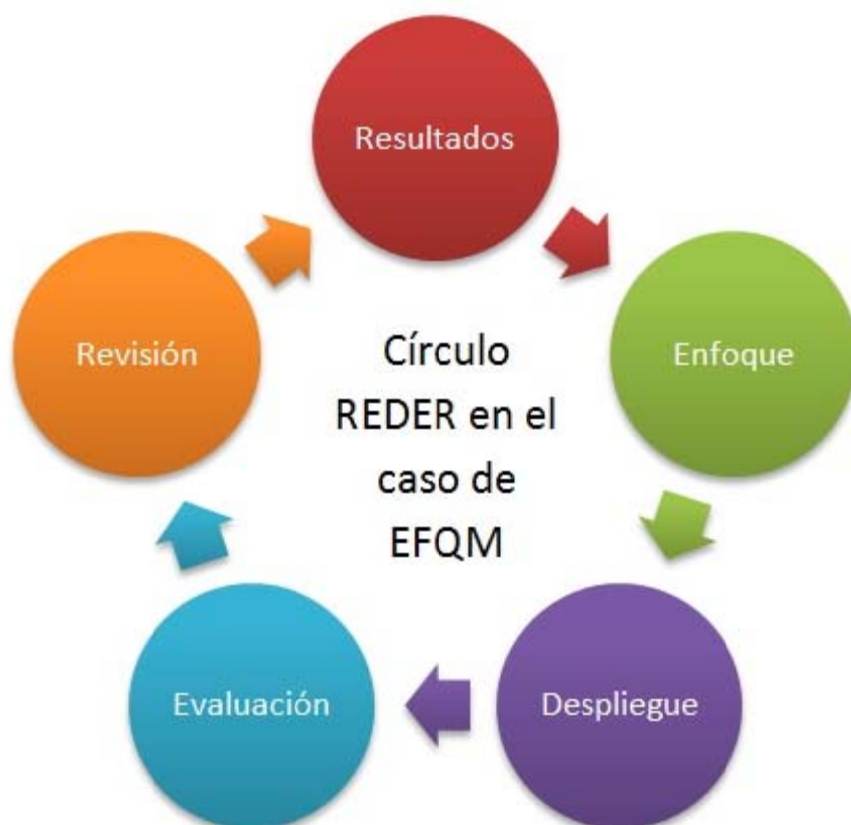 Resultados
Enfoque
Despliegue
Evaluación
Revisión
Círculo
REDER en el
caso de
EFQM